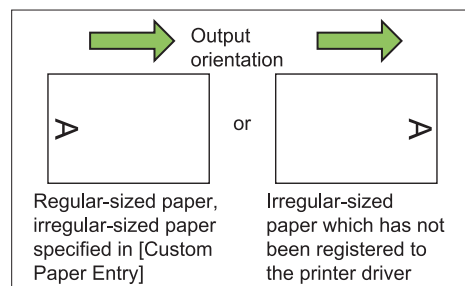 Output
orientation
A
or
A
Regular-sized paper,
irregular-sized paper
specified in [Custom
Paper Entry]
Irregular-sized
paper which has not
been registered to
the printer driver